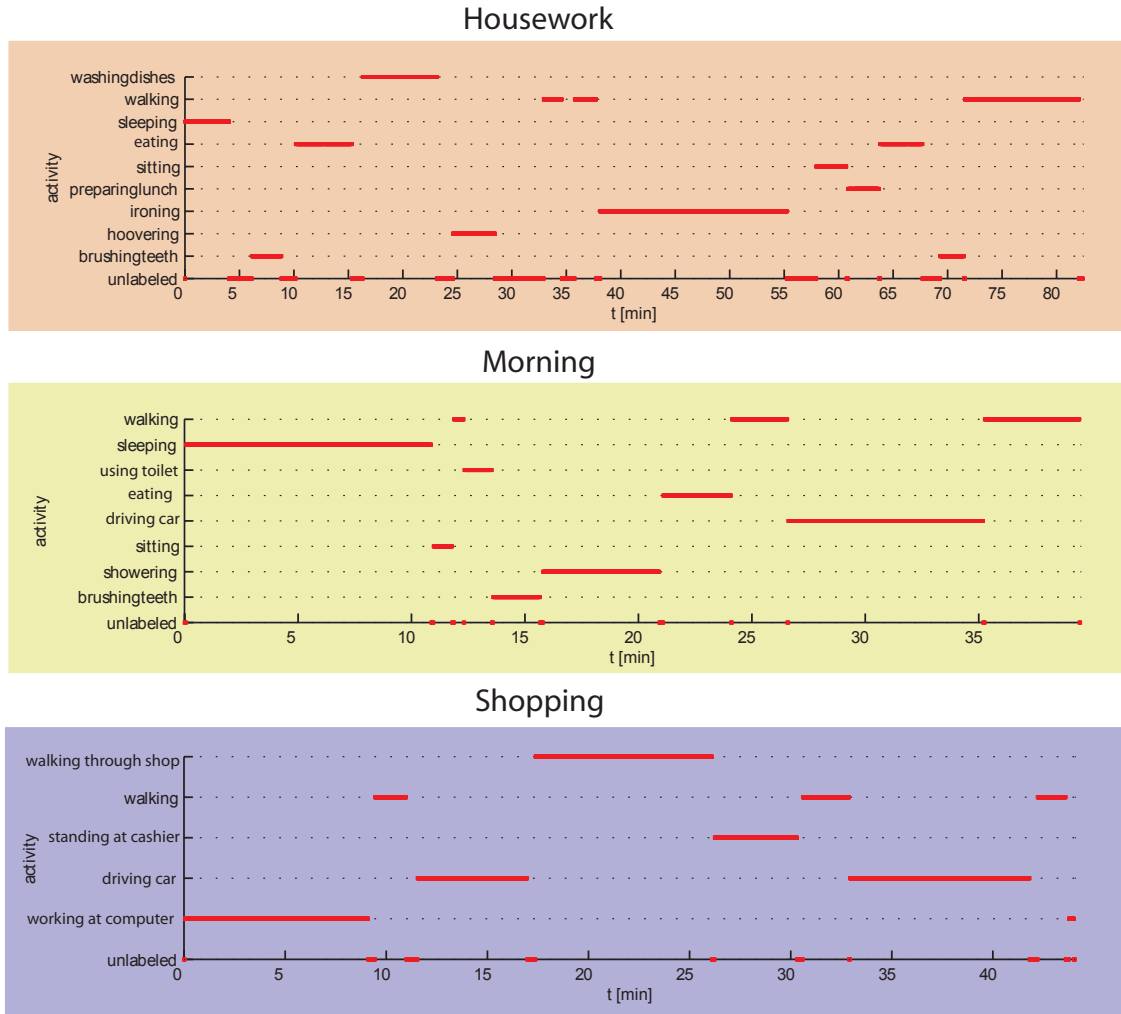 Housework
activity
washingdishes
walking
sleeping
eating
sitting
preparinglunch
ironing
hoovering
brushingteeth
unlabeled
0 5 10 15 20 25 30 35 40 45 50 55 60 65 70 75 80
t [min]
Morning
activity
walking
sleeping
using toilet
eating
driving car
sitting
showering
brushingteeth
unlabeled
0 5 10 15 20 25 30 35
t [min]
Shopping
activity
walking through shop
walking
standing at cashier
driving car
working at computer
unlabeled
0 5 10 15 20 25 30 35 40
t [min]